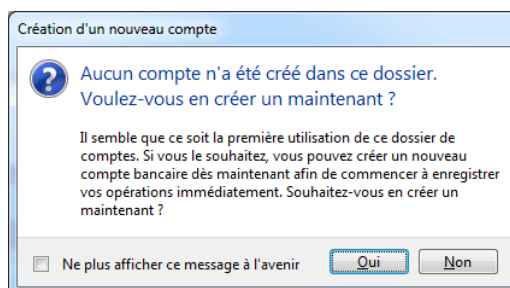 Création d'un nouveau compte
Aucun compte n'a été créé dans ce dossier.
Voulez-vous en créer un maintenant ?
Il semble que ce soit la première utilisation de ce dossier de
comptes. Si vous le souhaitez, vous pouvez créer un nouveau
compte bancaire dès maintenant afin de commencer à enregistrer
vos opérations immédiatement. Souhaitez-vous en créer un
maintenant ?
Ne plus afficher ce message à l'avenir
Oui
Non